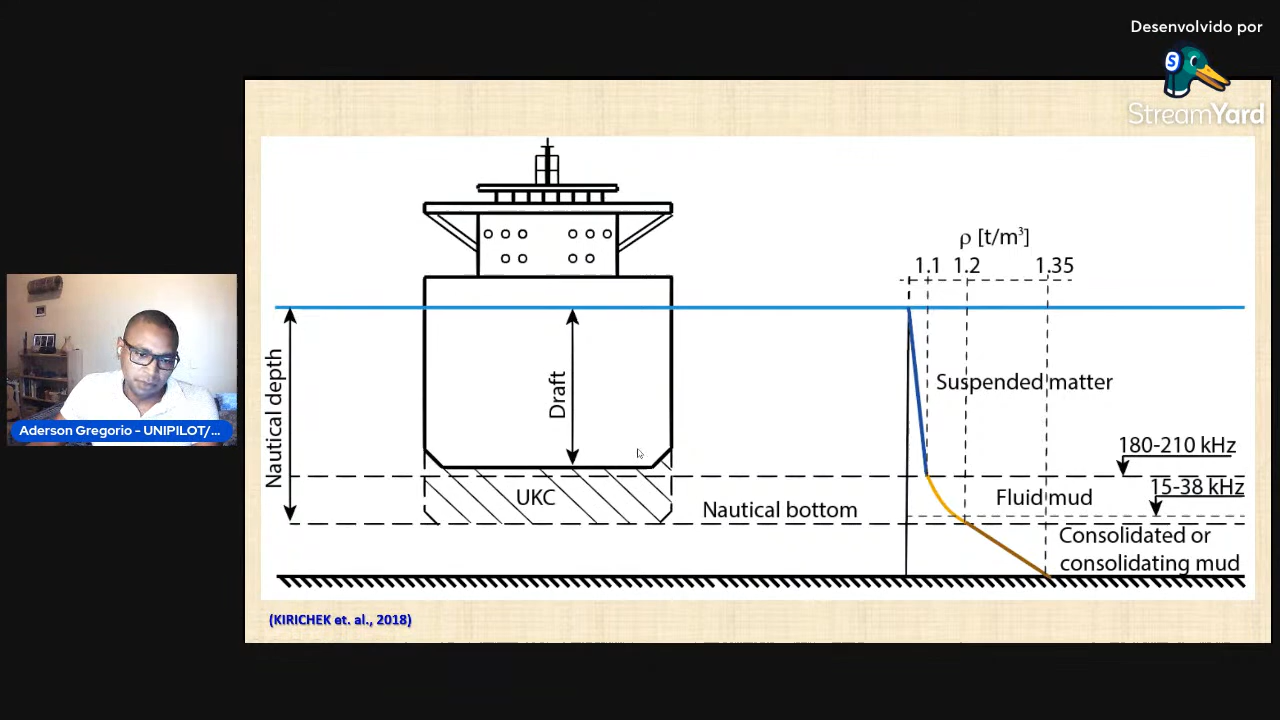 Desenvolvido por
StreamYard
ρ [t/m³]
1.1 1.2 1.35
Nautical depth
Draft
Suspended matter
180-210 kHz
UKC
Fluid mud
15-38 kHz
Nautical bottom
Consolidated or
consolidating mud
Aderson Gregorio - UNIPILOT/...
(KIRICHEK et. al., 2018)